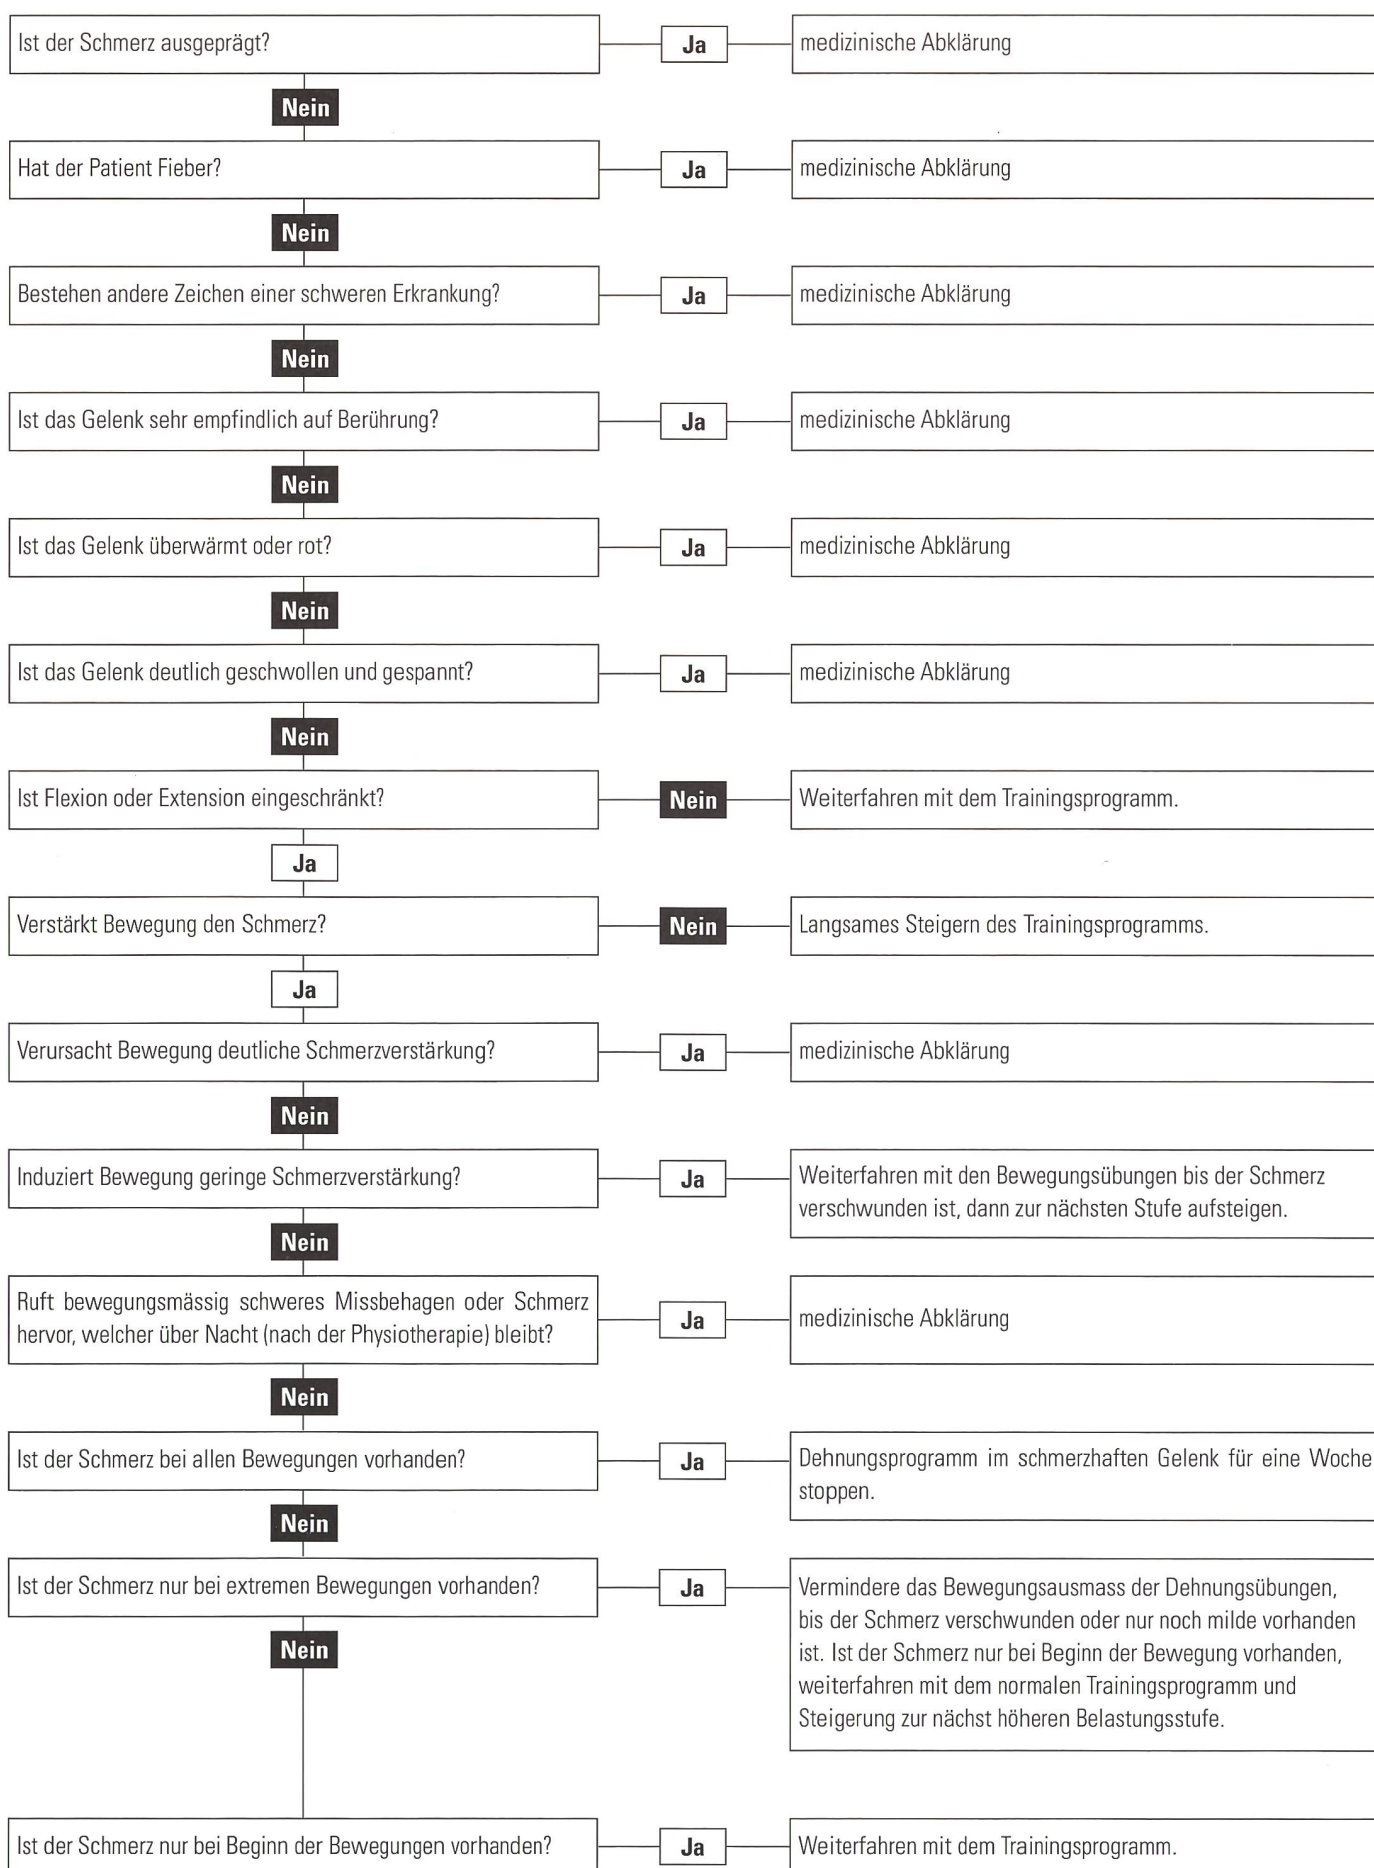 Ist der Schmerz ausgeprägt?
Ja
medizinische Abklärung
Nein
Hat der Patient Fieber?
Ja
medizinische Abklärung
Nein
Bestehen andere Zeichen einer schweren Erkrankung?
Ja
medizinische Abklärung
Nein
Ist das Gelenk sehr empfindlich auf Berührung?
Ja
medizinische Abklärung
Nein
Ist das Gelenk überwärmt oder rot?
Ja
medizinische Abklärung
Nein
Ist das Gelenk deutlich geschwollen und gespannt?
Ja
medizinische Abklärung
Nein
Ist Flexion oder Extension eingeschränkt?
Nein
Weiterfahren mit dem Trainingsprogramm.
Ja
Verstärkt Bewegung den Schmerz?
Nein
Langsames Steigern des Trainingsprogramms.
Ja
Verursacht Bewegung deutliche Schmerzverstärkung?
Ja
medizinische Abklärung
Nein
Induziert Bewegung geringe Schmerzverstärkung?
Ja
Weiterfahren mit den Bewegungsübungen bis der Schmerz
verschwunden ist, dann zur nächsten Stufe aufsteigen.
Nein
Ruft bewegungsmässig schweres Missbehagen oder Schmerz
hervor, welcher über Nacht (nach der Physiotherapie) bleibt?
Ja
medizinische Abklärung
Nein
Ist der Schmerz bei allen Bewegungen vorhanden?
Ja
Dehnungsprogramm im schmerzhaften Gelenk für eine Woche
stoppen.
Nein
Ist der Schmerz nur bei extremen Bewegungen vorhanden?
Ja
Vermindere das Bewegungsausmass der Dehnungsübungen,
bis der Schmerz verschwunden oder nur noch milde vorhanden
ist. Ist der Schmerz nur bei Beginn der Bewegung vorhanden,
weiterfahren mit dem normalen Trainingsprogramm und
Steigerung zur nächst höheren Belastungsstufe.
Nein
Ist der Schmerz nur bei Beginn der Bewegungen vorhanden?
Ja
Weiterfahren mit dem Trainingsprogramm.